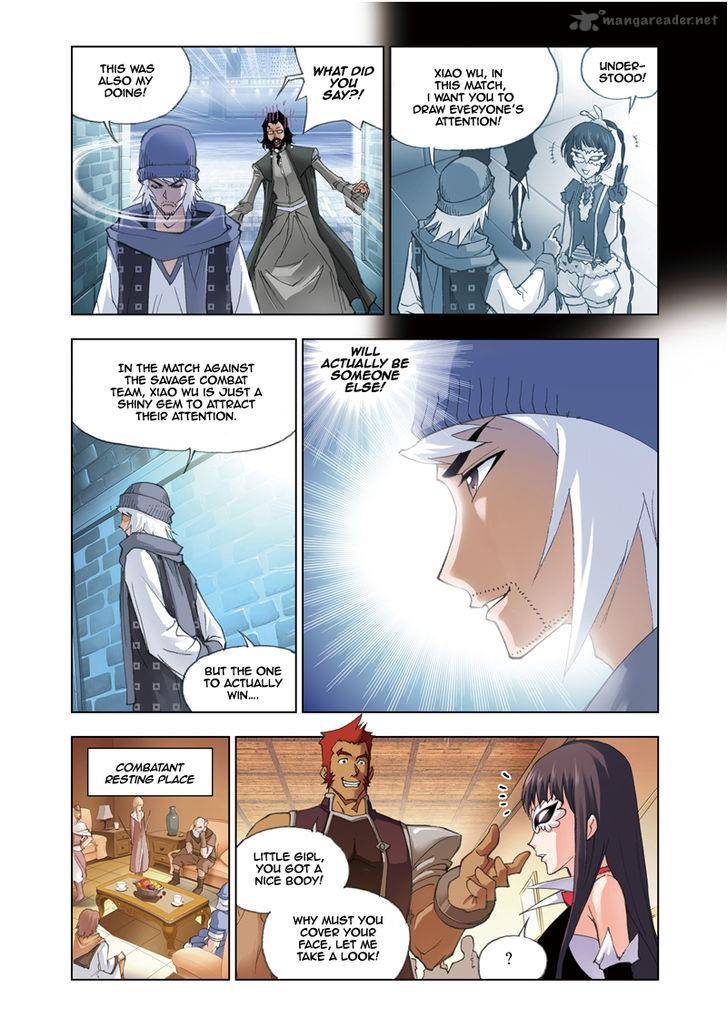 mangareader.net
THIS WAS
ALSO MY
DOING!
WHAT DID
YOU
SAY?!
XIAO WU, IN
THIS MATCH,
I WANT YOU TO
DRAW EVERYONE'S
ATTENTION!
UNDER-
STOOD!
IN THE MATCH AGAINST
THE SAVAGE COMBAT
TEAM, XIAO WU IS JUST A
SHINY GEM TO ATTRACT
THEIR ATTENTION.
BUT THE ONE
TO ACTUALLY
WIN....
WILL
ACTUALLY BE
SOMEONE
ELSE!
COMBATANT
RESTING PLACE
LITTLE GIRL,
YOU GOT A
NICE BODY!
WHY MUST YOU
COVER YOUR
FACE, LET ME
TAKE A LOOK!
?